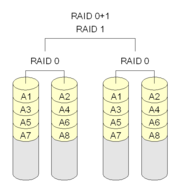 RAID 0+1
RAID 1
RAID 0 RAID 0
A1 A2 A1 A2
A3 A4 A3 A4
A5 A6 A5 A6
A7 A8 A7 A8